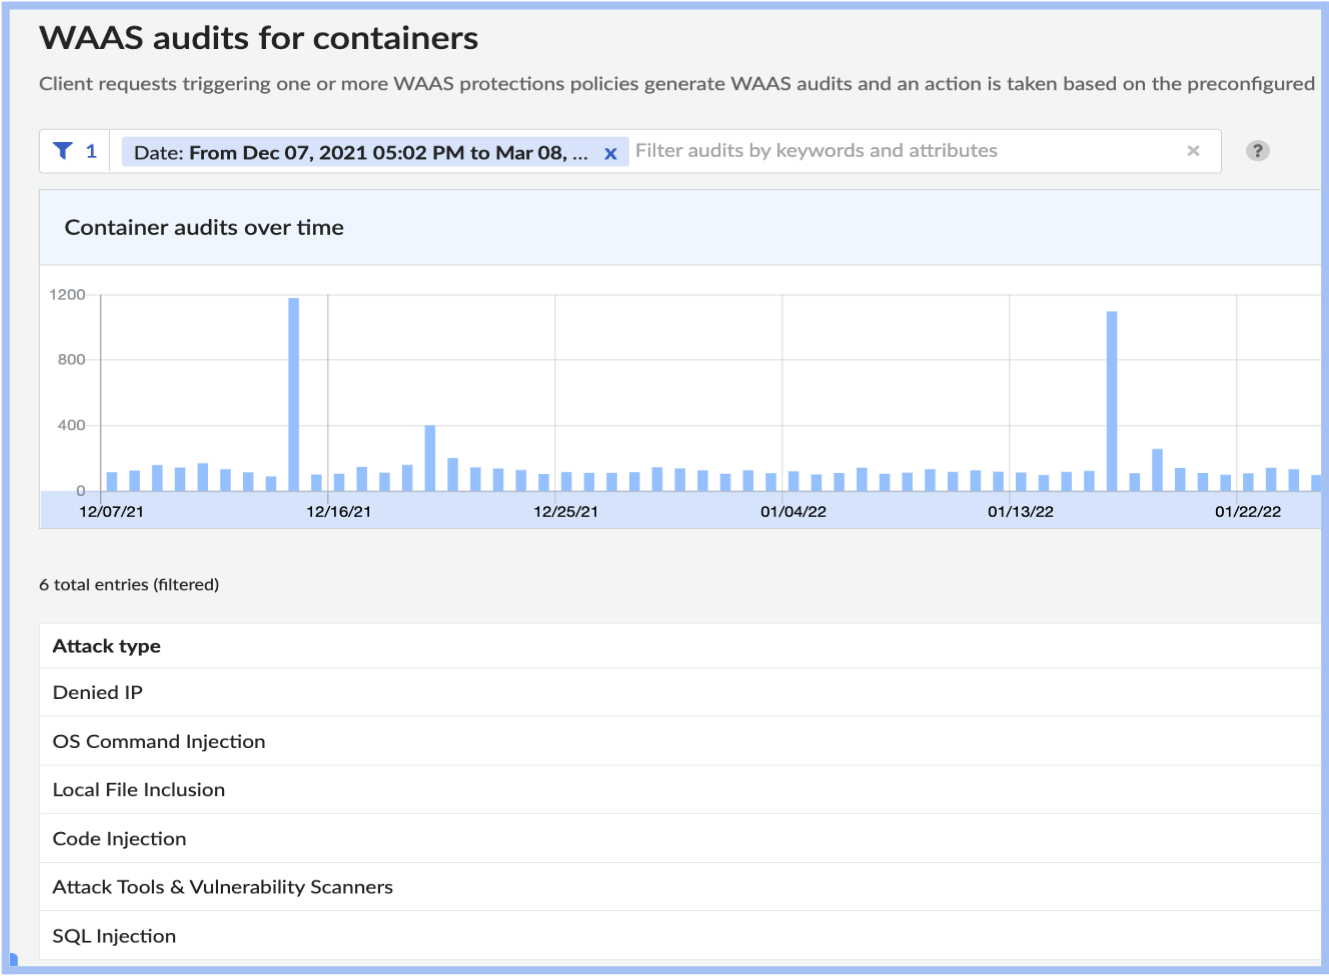 WAAS audits for containers
Client requests triggering one or more WAAS protections policies generate WAAS audits and an action is taken based on the preconfigured
1 Date: From Dec 07, 2021 05:02 PM to Mar 08, ... x Filter audits by keywords and attributes × ?
Container audits over time
1200
800
400
0
12/07/21 12/16/21 12/25/21 01/04/22 01/13/22 01/22/22
6 total entries (filtered)
Attack type
Denied IP
OS Command Injection
Local File Inclusion
Code Injection
Attack Tools & Vulnerability Scanners
SQL Injection